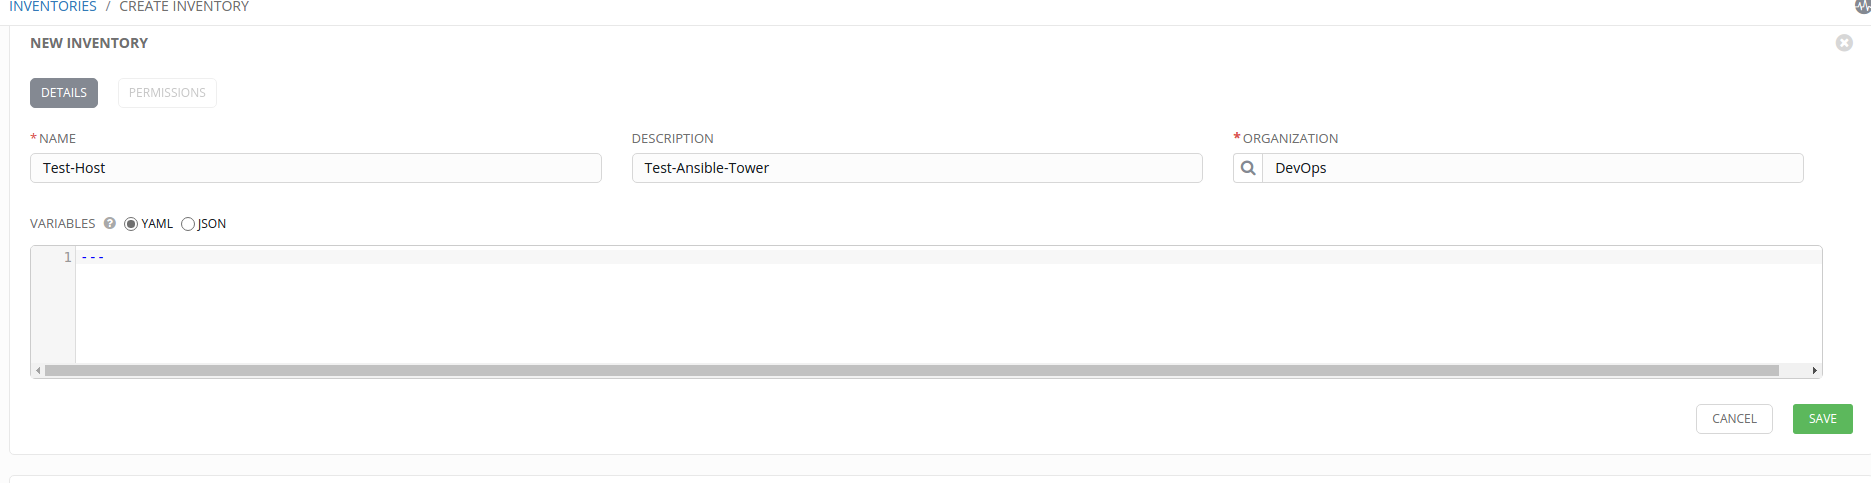 INVENTORIES / CREATE INVENTORY
NEW INVENTORY
DETAILS PERMISSIONS
* NAME DESCRIPTION * ORGANIZATION
Test-Host Test-Ansible-Tower DevOps
VARIABLES ? YAML JSON
1 ---
CANCEL SAVE